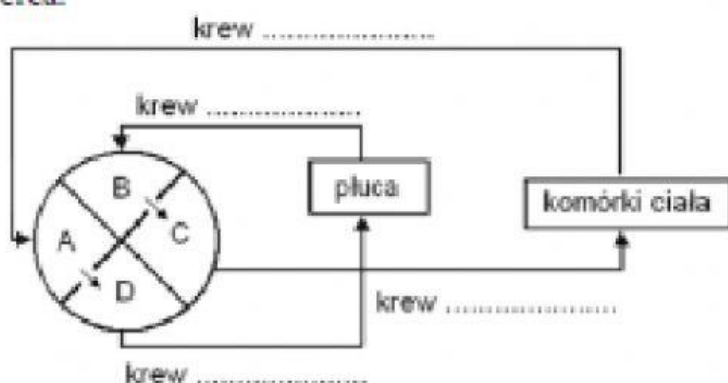 krew ........................
krew .....................
B
płuca
komórki ciała
A
C
D
krew .......................
krew .......................